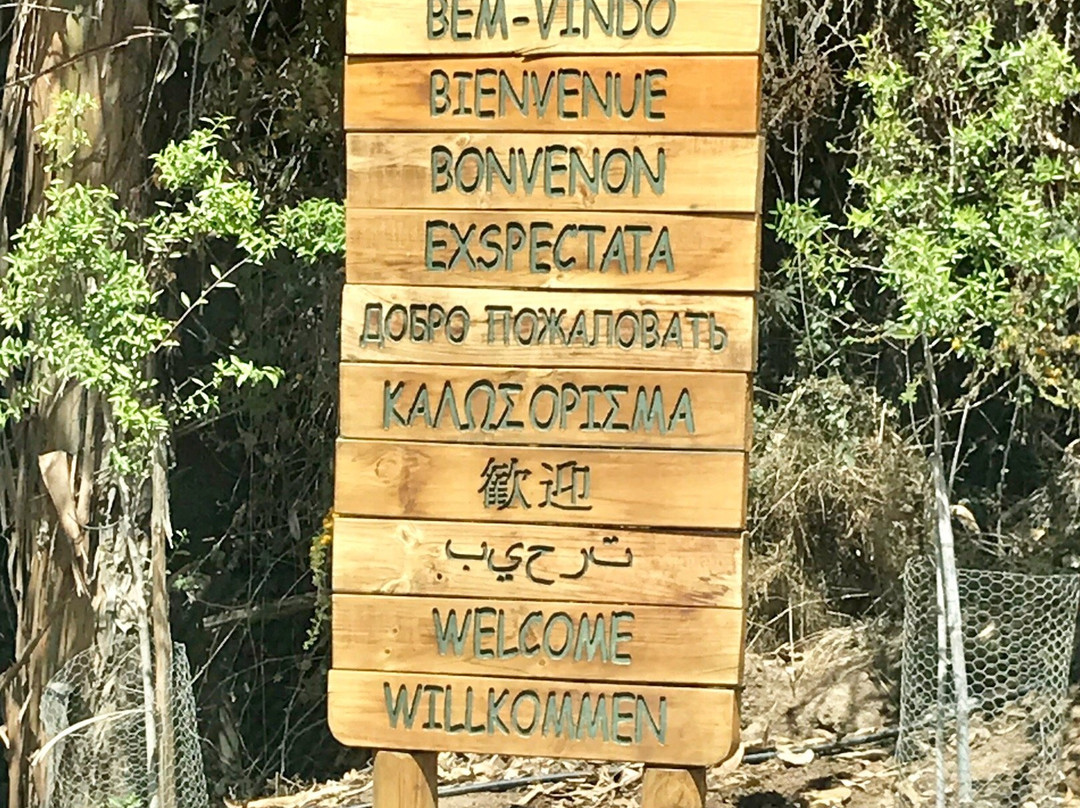 BEM-VINDO
BIENVENUE
BONVENON
EXSPECTATA
ДОБРО ПОЖАЛОВАТЬ
ΚΑΛΩΣ ΟΡΙΣΜΑ
歡迎
ترحيب
WELCOME
WILLKOMMEN